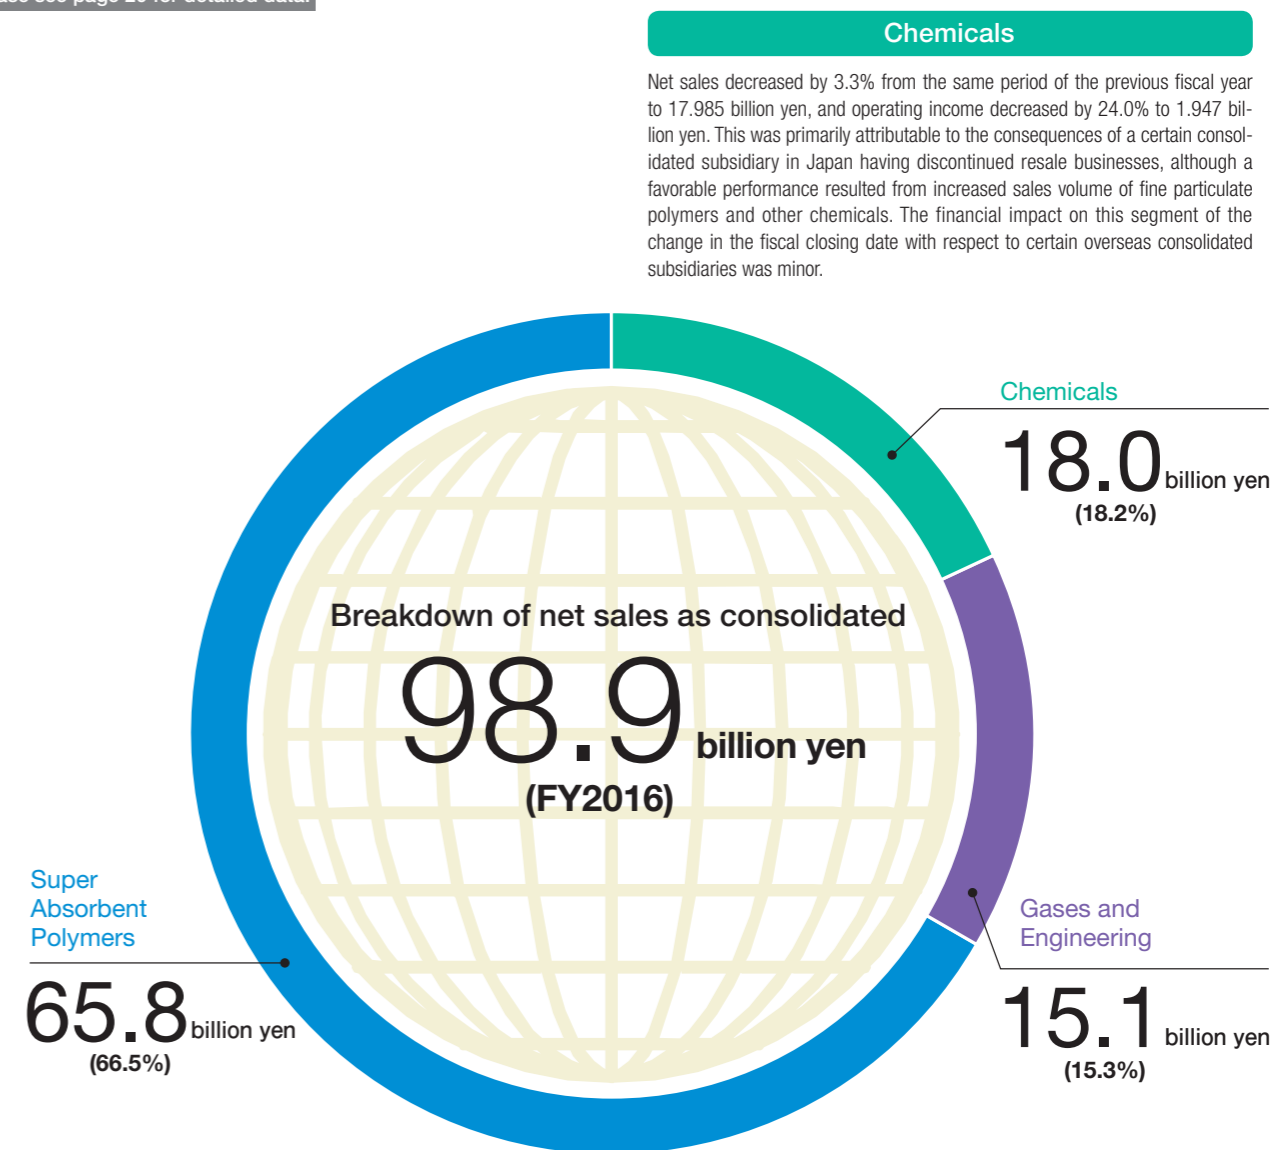 see page
for detailed data.
Chemicals
Net sales decreased by 3.3% from the same period of the previous fiscal year
to 17.985 billion yen, and operating income decreased by 24.0% to 1.947 bil-
lion yen. This was primarily attributable to the consequences of a certain consol-
idated subsidiary in Japan having discontinued resale businesses, although a
favorable performance resulted from increased sales volume of fine particulate
polymers and other chemicals. The financial impact on this segment of the
change in the fiscal closing date with respect to certain overseas consolidated
subsidiaries was minor.
Chemicals
18.0 billion yen
(18.2%)
Breakdown of net sales as consolidated
98.9 billion yen
(FY2016)
Super
Absorbent
Polymers
65.8 billion yen
(66.5%)
Gases and
Engineering
15.1 billion yen
(15.3%)